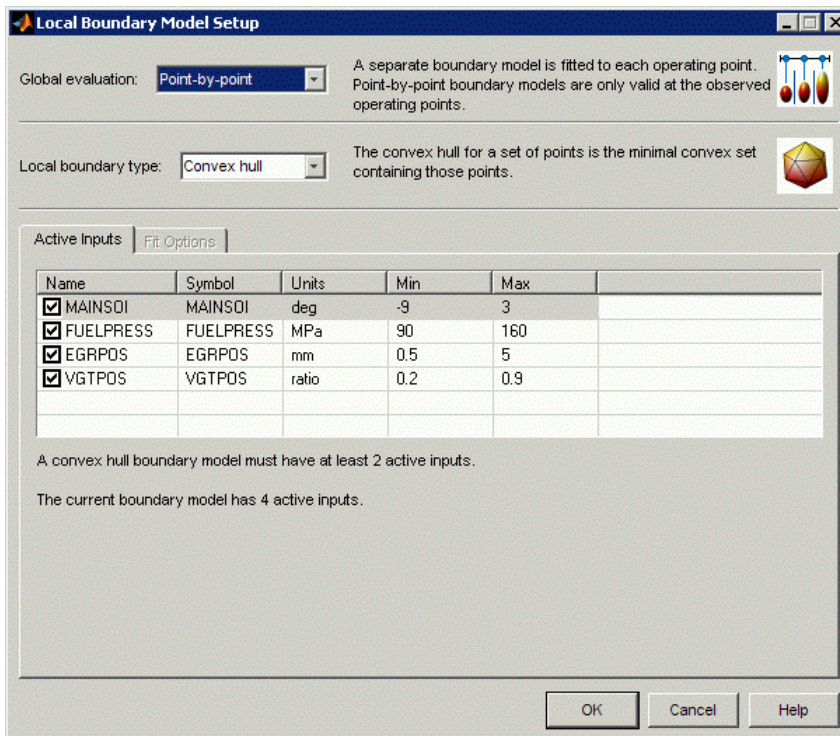 Local Boundary Model Setup
Global evaluation: Point-by-point
A separate boundary model is fitted to each operating point.
Point-by-point boundary models are only valid at the observed
operating points.
Local boundary type: Convex hull
The convex hull for a set of points is the minimal convex set
containing those points.
Active Inputs Fit Options
Name Symbol Units Min Max
MAINSOI MAINSOI deg -9 3
FUELPRESS FUELPRESS MPa 90 160
EGRPOS EGRPOS mm 0.5 5
VGTPOS VGTPOS ratio 0.2 0.9
A convex hull boundary model must have at least 2 active inputs.
The current boundary model has 4 active inputs.
OK Cancel Help